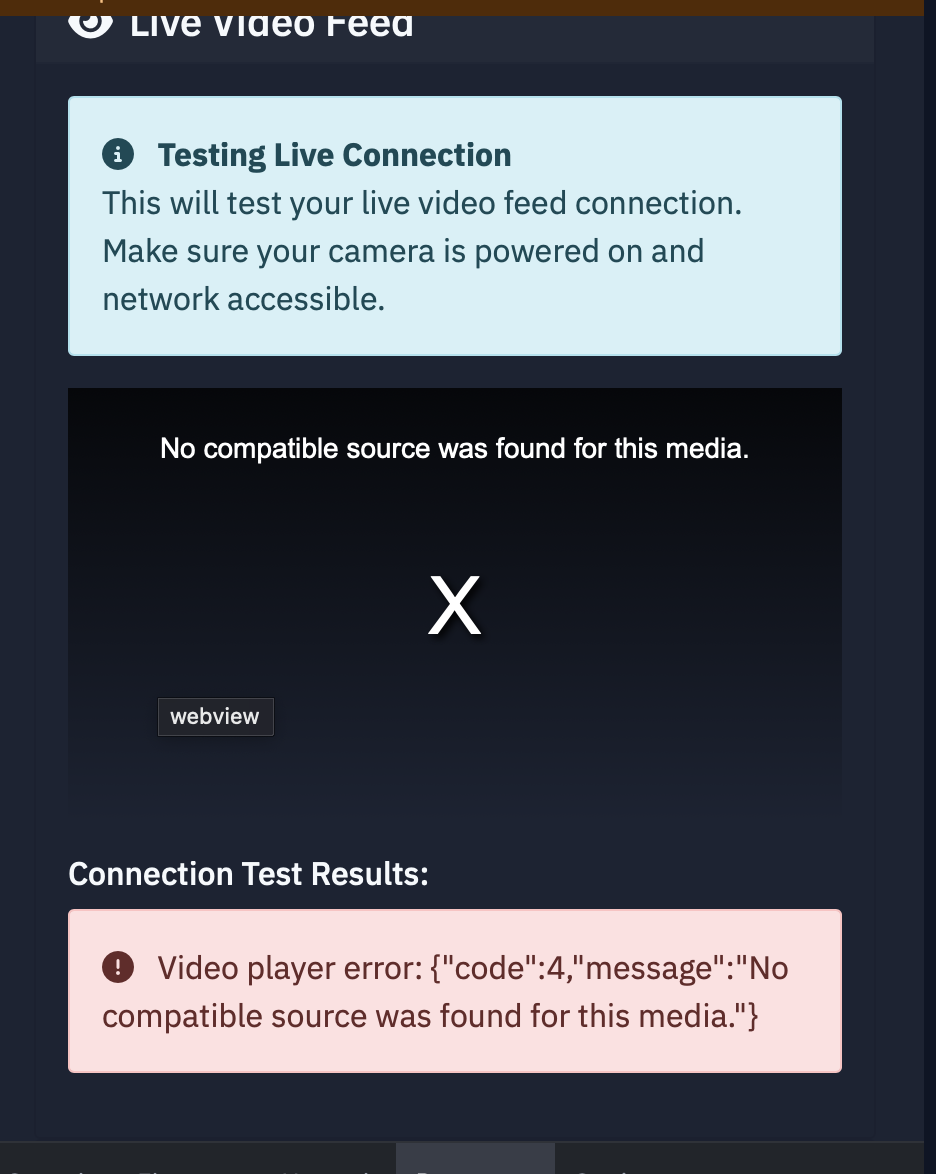 Live Video Feed
Testing Live Connection
This will test your live video feed connection.
Make sure your camera is powered on and
network accessible.
No compatible source was found for this media.
X
webview
Connection Test Results:
Video player error: {"code":4,"message":"No
compatible source was found for this media."}